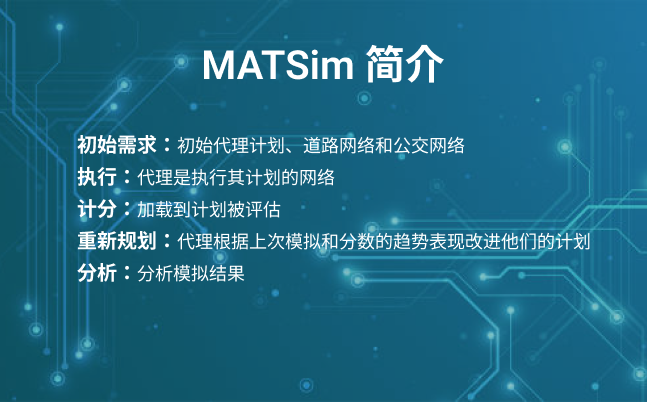 MATSim 简介
初始需求：初始代理计划、道路网络和公交网络
执行：代理是执行其计划的网络
计分：加载到计划被评估
重新规划：代理根据上次模拟和分数的趋势表现改进他们的计划
分析：分析模拟结果